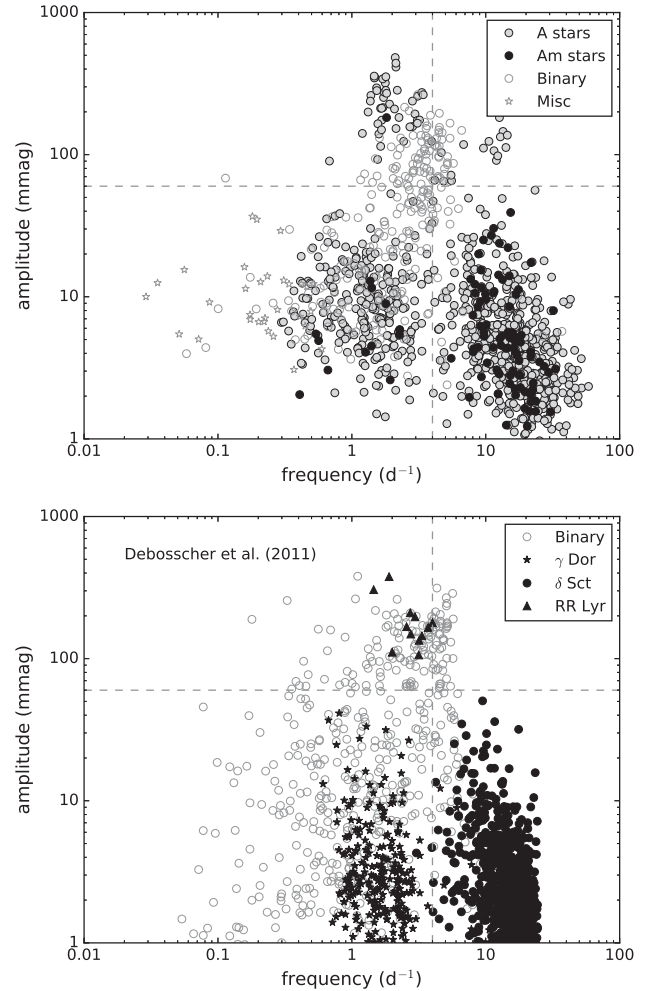 1000
100
10
1
amplitude (mmag)
A stars
Am stars
Binary
Misc
0.01 0.1 1 10 100
frequency (d⁻¹)
1000
100
10
1
amplitude (mmag)
Debosscher et al. (2011)
Binary
γ Dor
δ Sct
RR Lyr
0.01 0.1 1 10 100
frequency (d⁻¹)